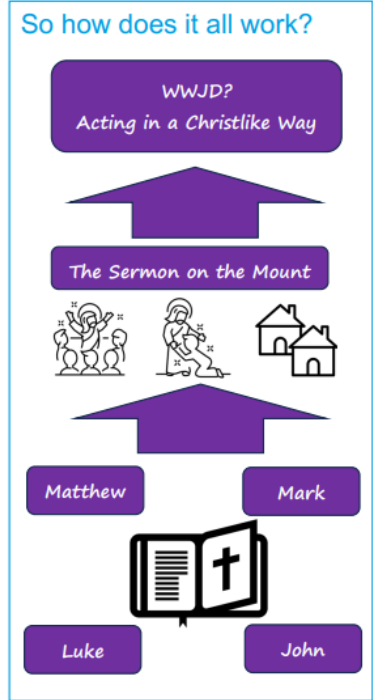 So how does it all work?
WWJD?
Acting in a Christlike Way
The Sermon on the Mount
Matthew
Mark
Luke
John